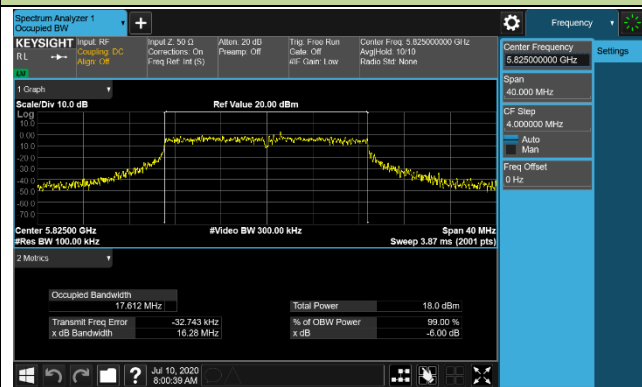 Spectrum Analyzer 1
Occupied BW
+
Frequency
KEYSIGHT
Input: RF
Coupling: DC
Align: Off
Input Z: 50 Ω
Corrections: On
Freq Ref: Int (S)
Atten: 20 dB
Preamp: Off
Trig: Free Run
Gate: Off
#IF Gain: Low
Center Freq: 5.825000000 GHz
Avg|Hold: 10/10
Radio Std: None
RL
LXI
Center Frequency
5.825000000 GHz
Settings
Span
40.000 MHz
CF Step
4.000000 MHz
Auto
Man
Freq Offset
0 Hz
1 Graph
Scale/Div 10.0 dB
Ref Value 20.00 dBm
Log
10.0
0.00
-10.0
-20.0
-30.0
-40.0
-50.0
-60.0
-70.0
Center 5.82500 GHz
#Video BW 300.00 kHz
Span 40 MHz
#Res BW 100.00 kHz
Sweep 3.87 ms (2001 pts)
2 Metrics
Occupied Bandwidth
17.612 MHz
Total Power 18.0 dBm
Transmit Freq Error -32.743 kHz
% of OBW Power 99.00 %
x dB Bandwidth 16.28 MHz
x dB -6.00 dB
?
Jul 10, 2020
8:00:39 AM